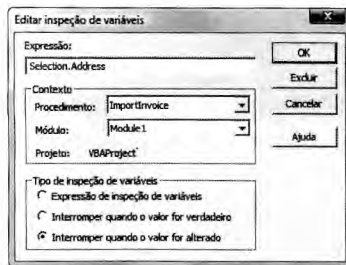 Editar inspeção de variáveis
Expressão:
Selection.Address
OK
Excluir
Cancelar
Ajuda
Contexto
Procedimento: ImportInvoice
Módulo: Module1
Projeto: VBAProject
Tipo de inspeção de variáveis
Expressão de inspeção de variáveis
Interromper quando o valor for verdadeiro
Interromper quando o valor for alterado